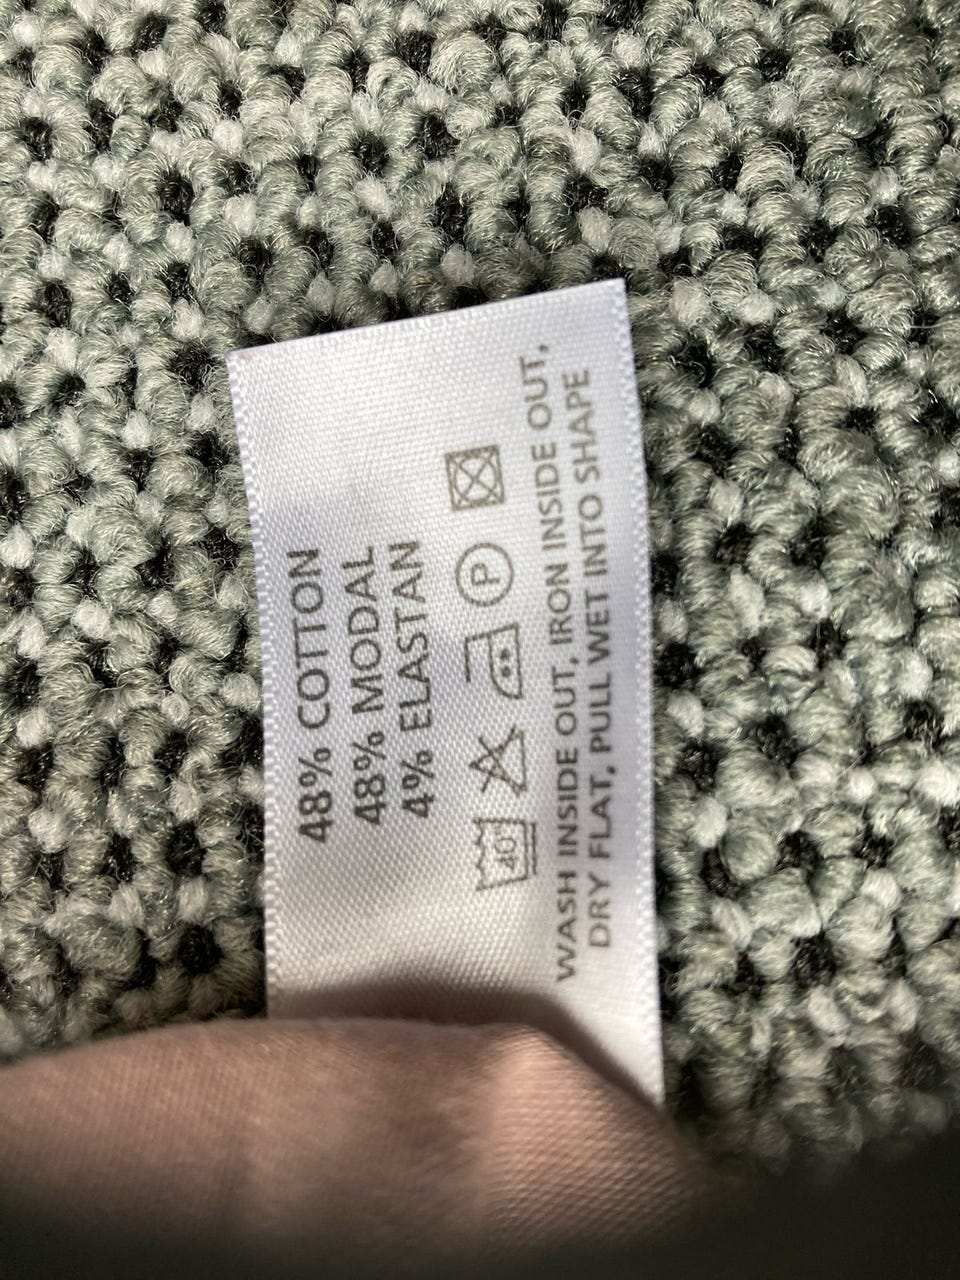 48% COTTON
48% MODAL
4% ELASTAN
40° P
WASH INSIDE OUT, IRON INSIDE OUT,
DRY FLAT, PULL WET INTO SHAPE